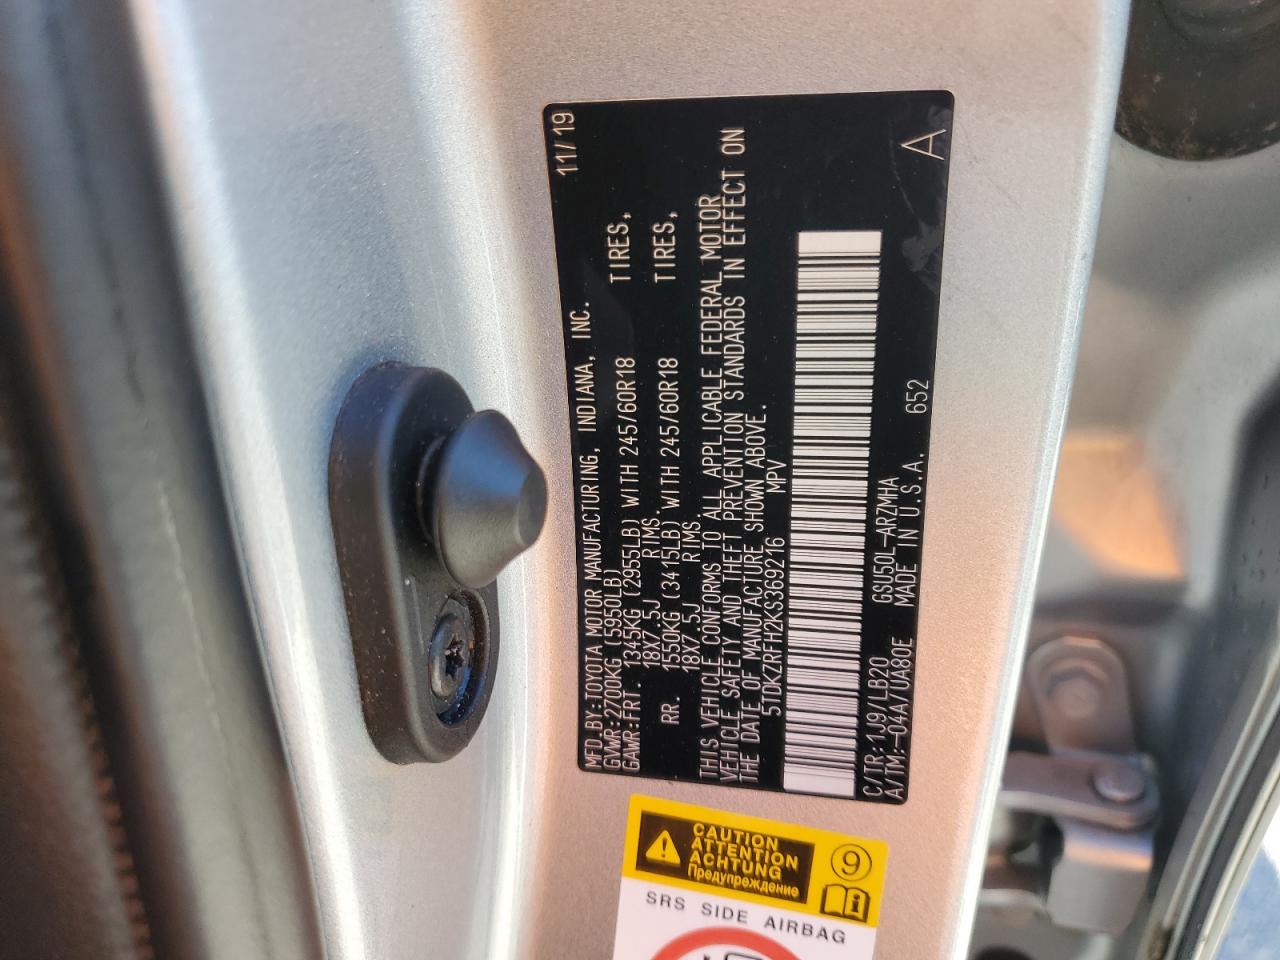 MFD.BY:TOYOTA MOTOR MANUFACTURING, INDIANA, INC. 11/19
GVWR:2700KG(5950LB)
GAWR:FRT. 1345KG(2955LB) WITH 245/60R18 TIRES,
18X7.5J RIMS.
RR. 1550KG(3415LB) WITH 245/60R18 TIRES,
18X7.5J RIMS.
THIS VEHICLE CONFORMS TO ALL APPLICABLE FEDERAL MOTOR
VEHICLE SAFETY AND THEFT PREVENTION STANDARDS IN EFFECT ON
THE DATE OF MANUFACTURE SHOWN ABOVE.
5TDKZRFH2KS369216 MPV
C/TR:1J9/LB20 GSU50L-ARZMHA 652 A
A/TM:-04A/UA80E MADE IN U.S.A.
CAUTION
ATTENTION
ACHTUNG
Предупреждение
9
SRS SIDE AIRBAG